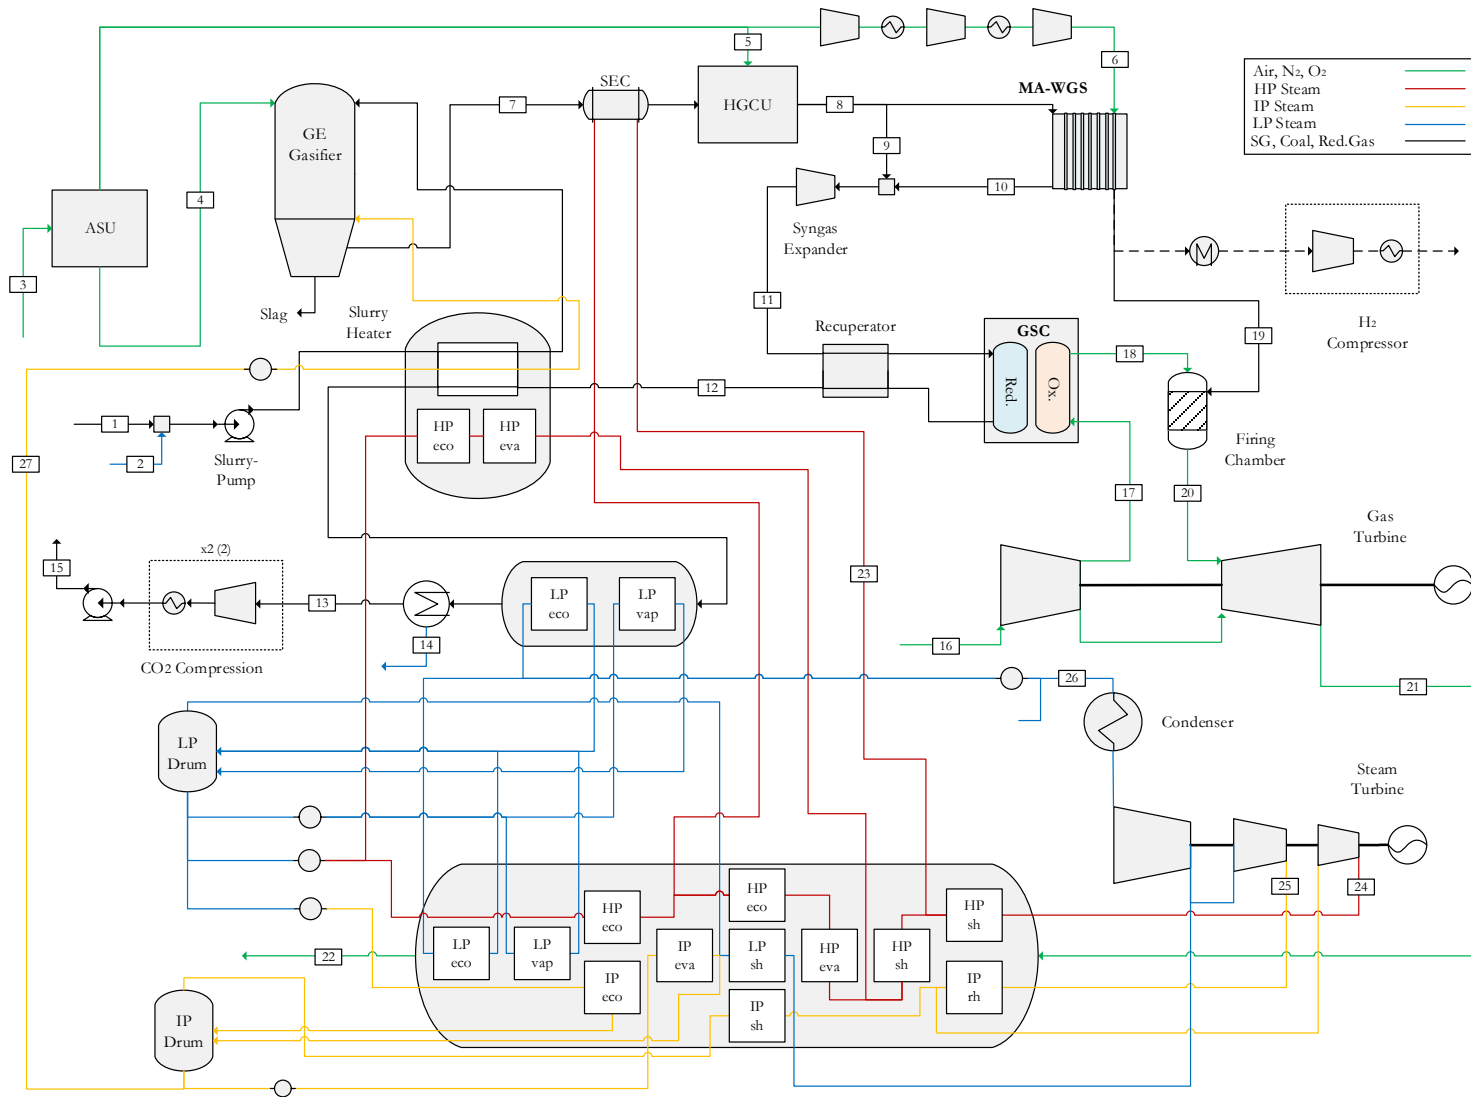 5
6
Air, N2, O2
HP Steam
IP Steam
LP Steam
SG, Coal, Red.Gas
SEC
MA-WGS
7
HGCU
8
GE
Gasifier
9
10
4
ASU
Syngas
Expander
3
Slag
Slurry
Heater
11
Recuperator
GSC
H2
Compressor
19
18
Red.
Ox.
12
1
2
Slurry-
Pump
HP
eco
HP
eva
Firing
Chamber
27
17
20
Gas
Turbine
x2 (2)
15
13
14
CO2 Compression
LP
eco
LP
vap
23
16
26
21
Condenser
LP
Drum
Steam
Turbine
25
24
HP
eco
HP
eco
HP
sh
22
LP
eco
LP
vap
IP
eva
LP
sh
HP
eva
HP
sh
IP
eco
IP
sh
IP
rh
IP
Drum